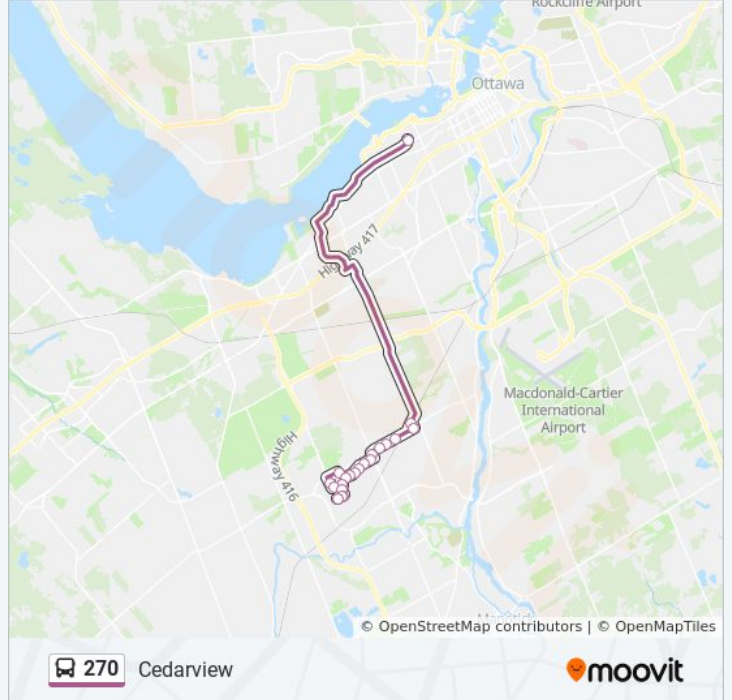 Rockcliffe Airport
Ottawa
Highway 417
Macdonald-Cartier
International
Airport
Highway 416
© OpenStreetMap contributors | © OpenMapTiles
270 Cedarview
moovit